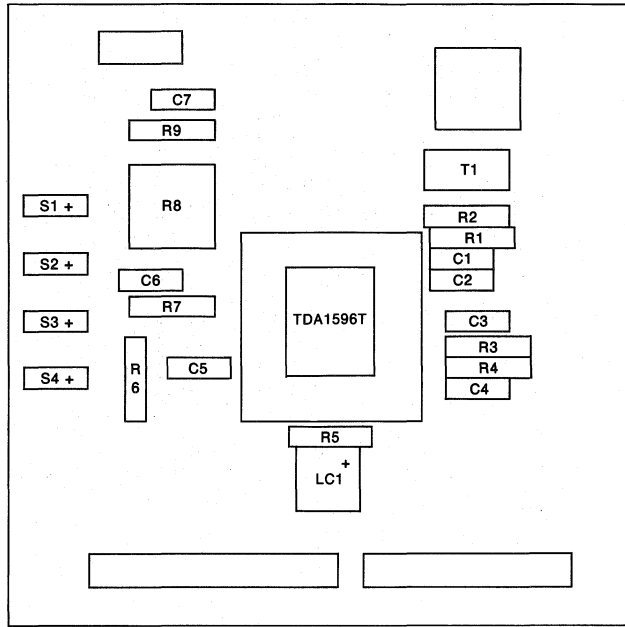 C7
R9
T1
S1 +
R8
R2
R1
C1
S2 +
C6
C2
R7
TDA1596T
S3 +
C3
R
6
R3
C5
R4
S4 +
C4
R5
+
LC1